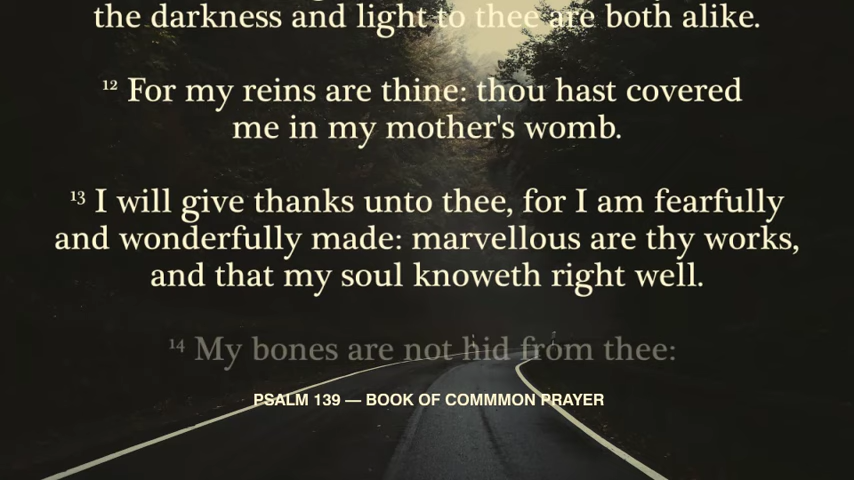 the darkness and light to thee are both alike.
12 For my reins are thine: thou hast covered
me in my mother's womb.
13 I will give thanks unto thee, for I am fearfully
and wonderfully made: marvellous are thy works,
and that my soul knoweth right well.
14 My bones are not hid from thee:
PSALM 139 — BOOK OF COMMMON PRAYER